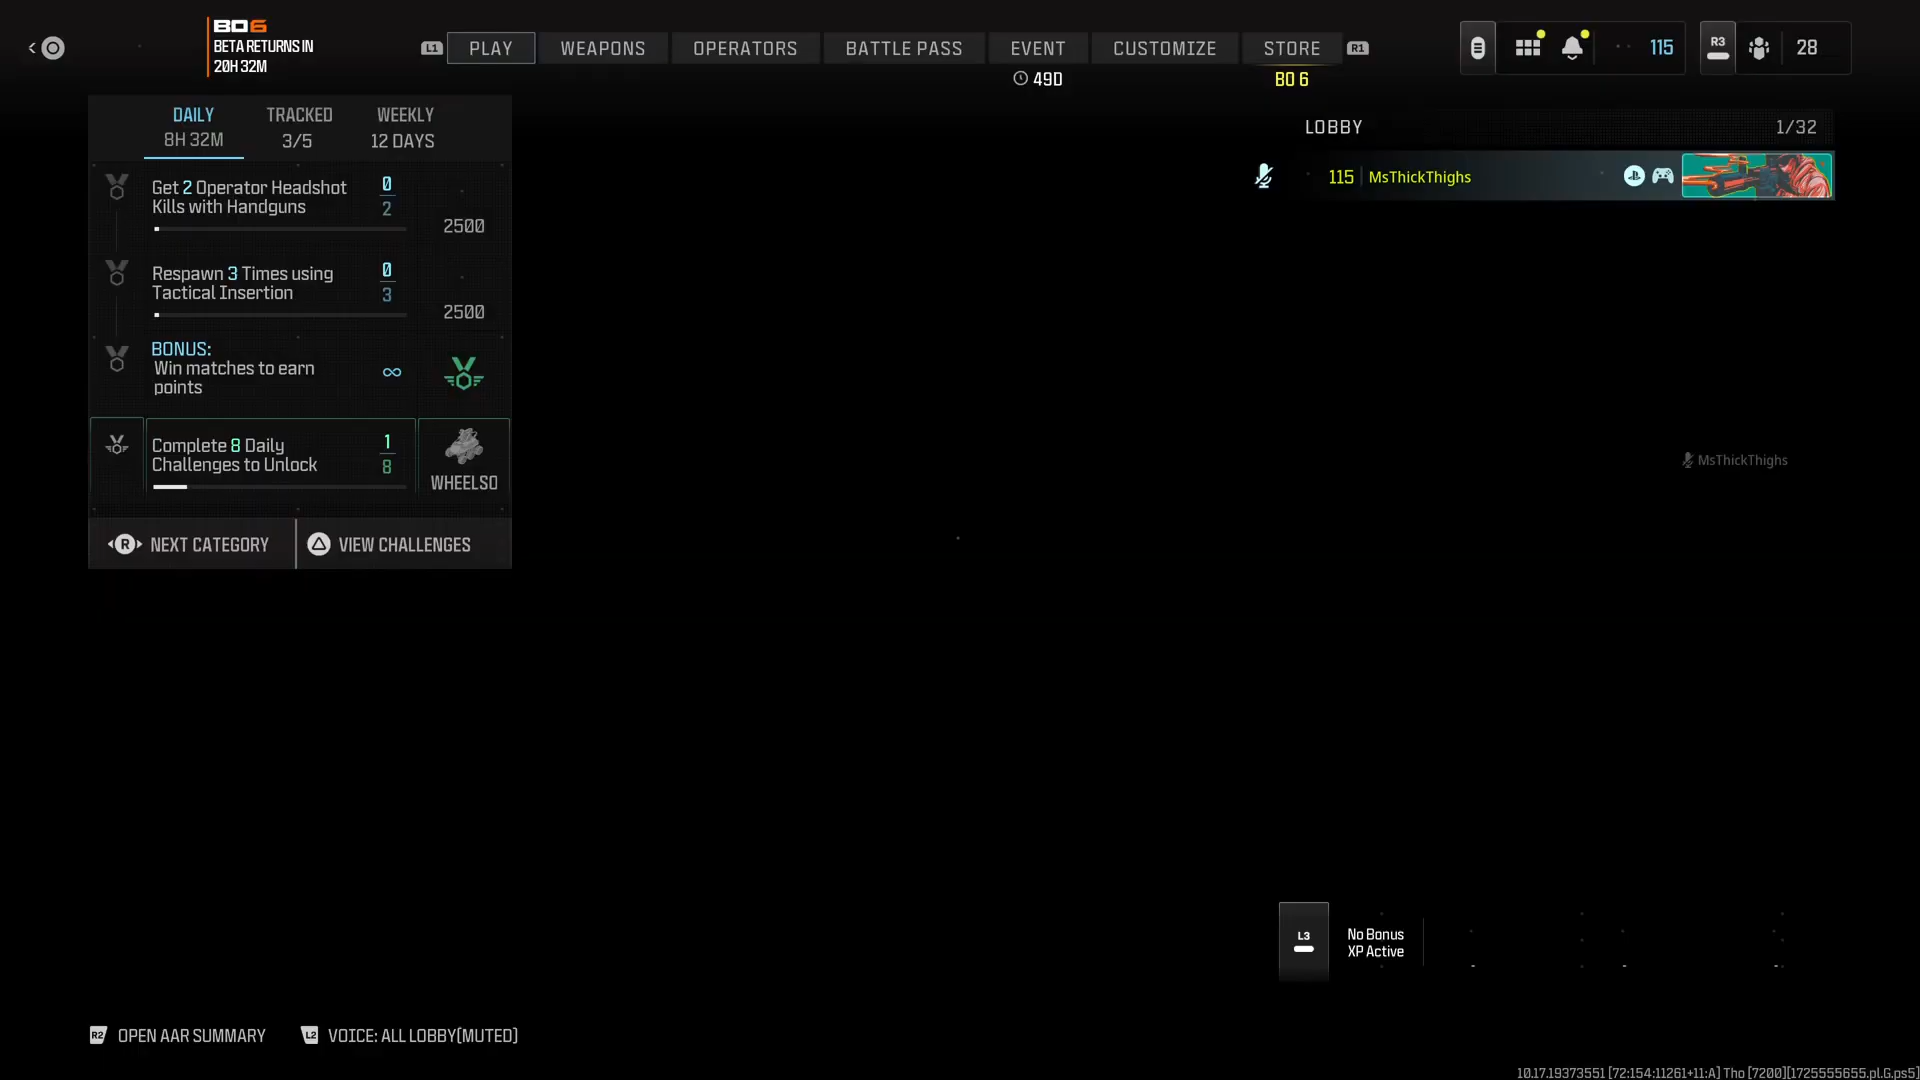 BO6
BETA RETURNS IN
20H 32M
L1
PLAY
WEAPONS
OPERATORS
BATTLE PASS
EVENT
CUSTOMIZE
STORE
R1
49D
BO 6
115
R3
28
DAILY
8H 32M
TRACKED
3/5
WEEKLY
12 DAYS
Get 2 Operator Headshot
Kills with Handguns
0
2
2500
Respawn 3 Times using
Tactical Insertion
0
3
2500
BONUS:
Win matches to earn
points
∞
Complete 8 Daily
Challenges to Unlock
1
8
WHEELSO
R NEXT CATEGORY
VIEW CHALLENGES
LOBBY
1/32
115 MsThickThighs
MsThickThighs
L3
No Bonus
XP Active
R2 OPEN AAR SUMMARY
L2 VOICE: ALL LOBBY(MUTED)
10.17.19373551 [72:154:11261+11:A] Tho [7200][1725555655.pl.G.ps5]